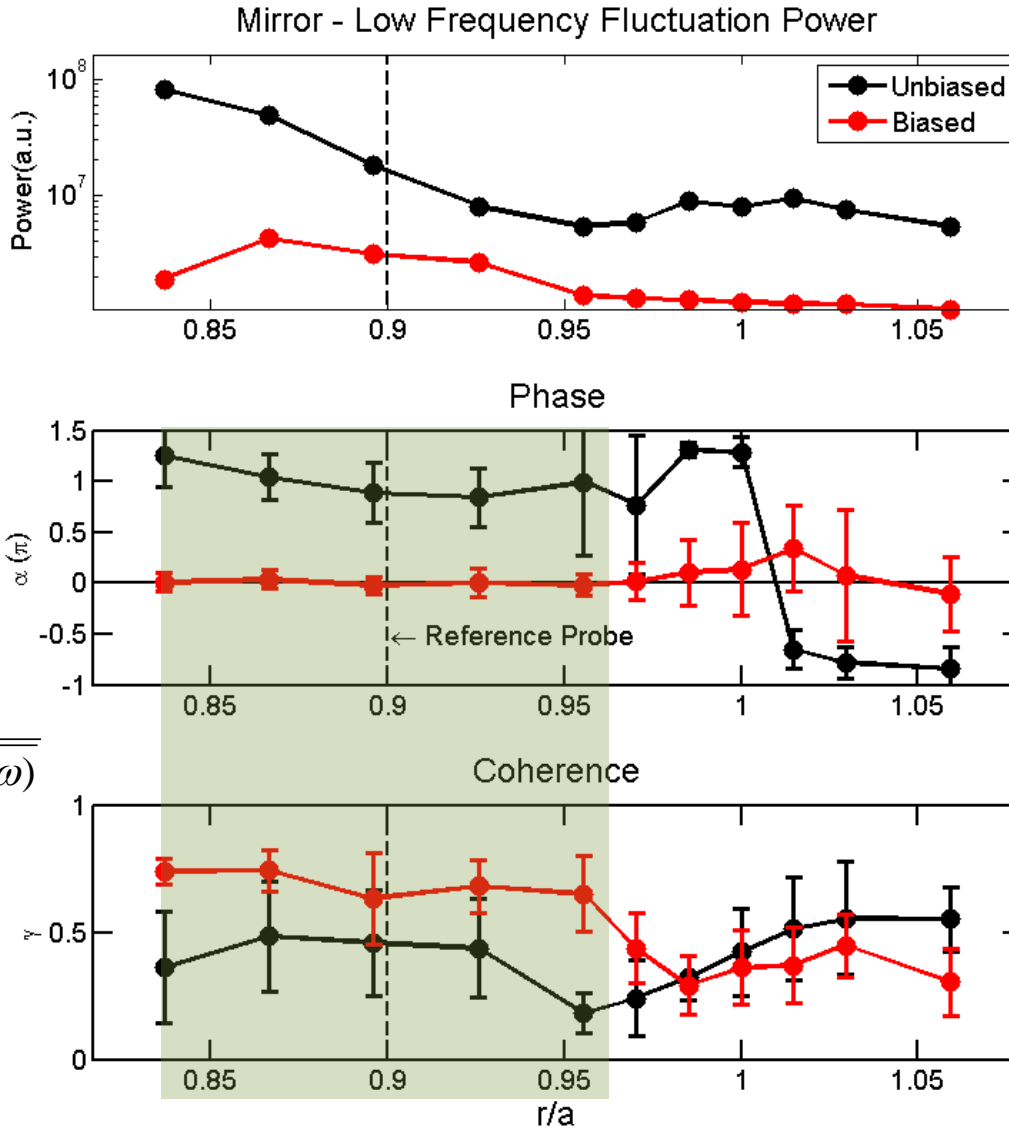 Mirror - Low Frequency Fluctuation Power
Power(a.u.)
10^8
10^7
Unbiased
Biased
0.85 0.9 0.95 1 1.05
Phase
α (π)
1.5
1
0.5
0
-0.5
-1
← Reference Probe
0.85 0.9 0.95 1 1.05
ω)
Coherence
γ
1
0.5
0
0.85 0.9 0.95 1 1.05
r/a